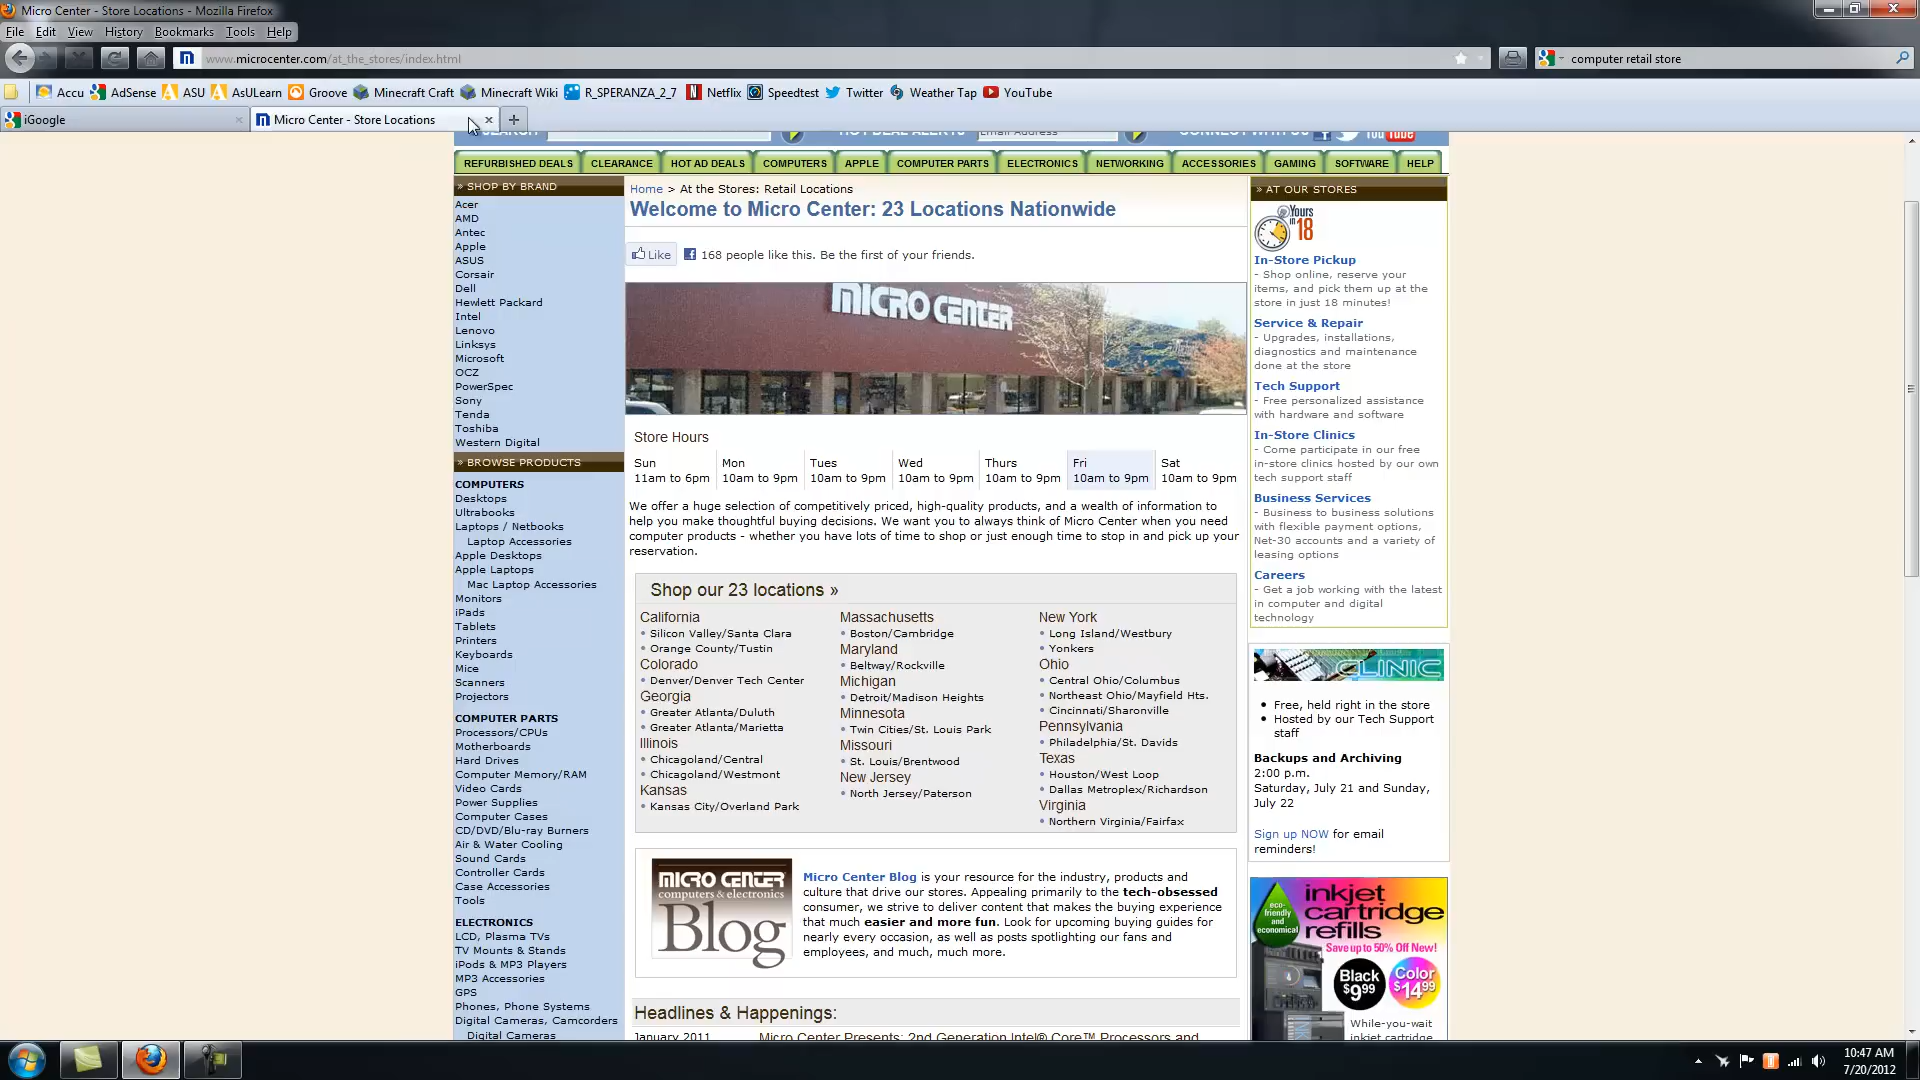 Micro Center - Store Locations - Mozilla Firefox
File Edit View History Bookmarks Tools Help
www.microcenter.com/at_the_stores/index.html
computer retail store
Accu AdSense ASU AsULearn Groove Minecraft Craft Minecraft Wiki R_SPERANZA_2_7 Netflix Speedtest Twitter Weather Tap YouTube
iGoogle
Micro Center - Store Locations
SEARCH
HOT DEAL ALERTS
Email Address
CONNECT WITH US
YouTube
REFURBISHED DEALS CLEARANCE HOT AD DEALS COMPUTERS APPLE COMPUTER PARTS ELECTRONICS NETWORKING ACCESSORIES GAMING SOFTWARE HELP
» SHOP BY BRAND
Acer
AMD
Antec
Apple
ASUS
Corsair
Dell
Hewlett Packard
Intel
Lenovo
Linksys
Microsoft
OCZ
PowerSpec
Sony
Tenda
Toshiba
Western Digital
» BROWSE PRODUCTS
COMPUTERS
Desktops
Ultrabooks
Laptops / Netbooks
Laptop Accessories
Apple Desktops
Apple Laptops
Mac Laptop Accessories
Monitors
iPads
Tablets
Printers
Keyboards
Mice
Scanners
Projectors
COMPUTER PARTS
Processors/CPUs
Motherboards
Hard Drives
Computer Memory/RAM
Video Cards
Power Supplies
Computer Cases
CD/DVD/Blu-ray Burners
Air & Water Cooling
Sound Cards
Controller Cards
Case Accessories
Tools
ELECTRONICS
LCD, Plasma TVs
TV Mounts & Stands
iPods & MP3 Players
MP3 Accessories
GPS
Phones, Phone Systems
Digital Cameras, Camcorders
Digital Cameras
Home > At the Stores: Retail Locations
Welcome to Micro Center: 23 Locations Nationwide
Like
168 people like this. Be the first of your friends.
MICRO CENTER
Store Hours
Sun Mon Tues Wed Thurs Fri Sat
11am to 6pm 10am to 9pm 10am to 9pm 10am to 9pm 10am to 9pm 10am to 9pm 10am to 9pm
We offer a huge selection of competitively priced, high-quality products, and a wealth of information to
help you make thoughtful buying decisions. We want you to always think of Micro Center when you need
computer products - whether you have lots of time to shop or just enough time to stop in and pick up your
reservation.
Shop our 23 locations »
California
• Silicon Valley/Santa Clara
• Orange County/Tustin
Colorado
• Denver/Denver Tech Center
Georgia
• Greater Atlanta/Duluth
• Greater Atlanta/Marietta
Illinois
• Chicagoland/Central
• Chicagoland/Westmont
Kansas
• Kansas City/Overland Park
Massachusetts
• Boston/Cambridge
Maryland
• Beltway/Rockville
Michigan
• Detroit/Madison Heights
Minnesota
• Twin Cities/St. Louis Park
Missouri
• St. Louis/Brentwood
New Jersey
• North Jersey/Paterson
New York
• Long Island/Westbury
• Yonkers
Ohio
• Central Ohio/Columbus
• Northeast Ohio/Mayfield Hts.
• Cincinnati/Sharonville
Pennsylvania
• Philadelphia/St. Davids
Texas
• Houston/West Loop
• Dallas Metroplex/Richardson
Virginia
• Northern Virginia/Fairfax
MICRO CENTER
computers & electronics
Blog
Micro Center Blog is your resource for the industry, products and
culture that drive our stores. Appealing primarily to the tech-obsessed
consumer, we strive to deliver content that makes the buying experience
that much easier and more fun. Look for upcoming buying guides for
nearly every occasion, as well as posts spotlighting our fans and
employees, and much, much more.
Headlines & Happenings:
January 2011 Micro Center Presents: 2nd Generation Intel® Core™ Processors and
» AT OUR STORES
Yours
in 18
In-Store Pickup
- Shop online, reserve your
items, and pick them up at the
store in just 18 minutes!
Service & Repair
- Upgrades, installations,
diagnostics and maintenance
done at the store
Tech Support
- Free personalized assistance
with hardware and software
In-Store Clinics
- Come participate in our free
in-store clinics hosted by our own
tech support staff
Business Services
- Business to business solutions
with flexible payment options,
Net-30 accounts and a variety of
leasing options
Careers
- Get a job working with the latest
in computer and digital
technology
CLINIC
• Free, held right in the store
• Hosted by our Tech Support
staff
Backups and Archiving
2:00 p.m.
Saturday, July 21 and Sunday,
July 22
Sign up NOW for email
reminders!
eco-
friendly
and
economical
inkjet
cartridge
refills
Save up to 50% Off New!
Black
$9⁹⁹
Color
$14⁹⁹
While-you-wait
inkjet cartridge
10:47 AM
7/20/2012